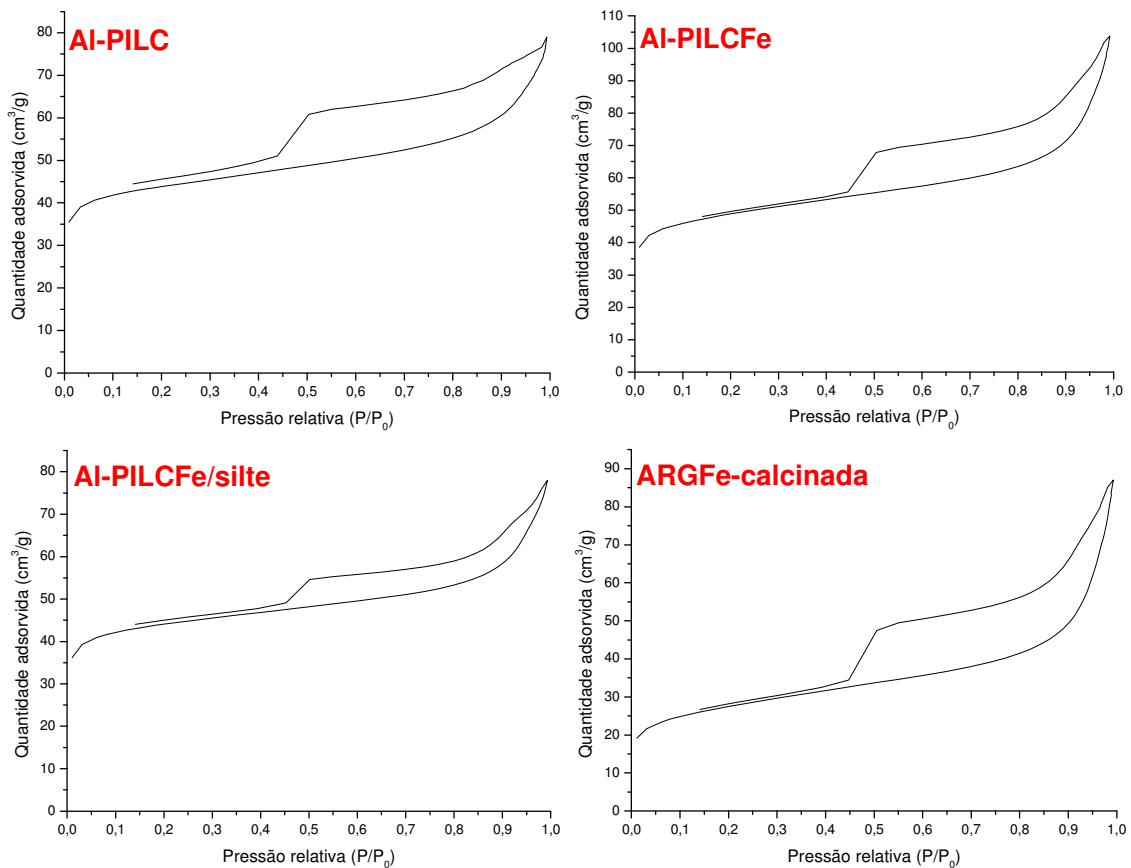 Al-PILC
Quantidade adsorvida (cm³/g)
80
70
60
50
40
30
20
10
0
0,0 0,1 0,2 0,3 0,4 0,5 0,6 0,7 0,8 0,9 1,0
Pressão relativa (P/P₀)
Al-PILCFe
Quantidade adsorvida (cm³/g)
110
100
90
80
70
60
50
40
30
20
10
0
0,0 0,1 0,2 0,3 0,4 0,5 0,6 0,7 0,8 0,9 1,0
Pressão relativa (P/P₀)
Al-PILCFe/silte
Quantidade adsorvida (cm³/g)
80
70
60
50
40
30
20
10
0
0,0 0,1 0,2 0,3 0,4 0,5 0,6 0,7 0,8 0,9 1,0
Pressão relativa (P/P₀)
ARGFe-calcinada
Quantidade adsorvida (cm³/g)
90
80
70
60
50
40
30
20
10
0
0,0 0,1 0,2 0,3 0,4 0,5 0,6 0,7 0,8 0,9 1,0
Pressão relativa (P/P₀)